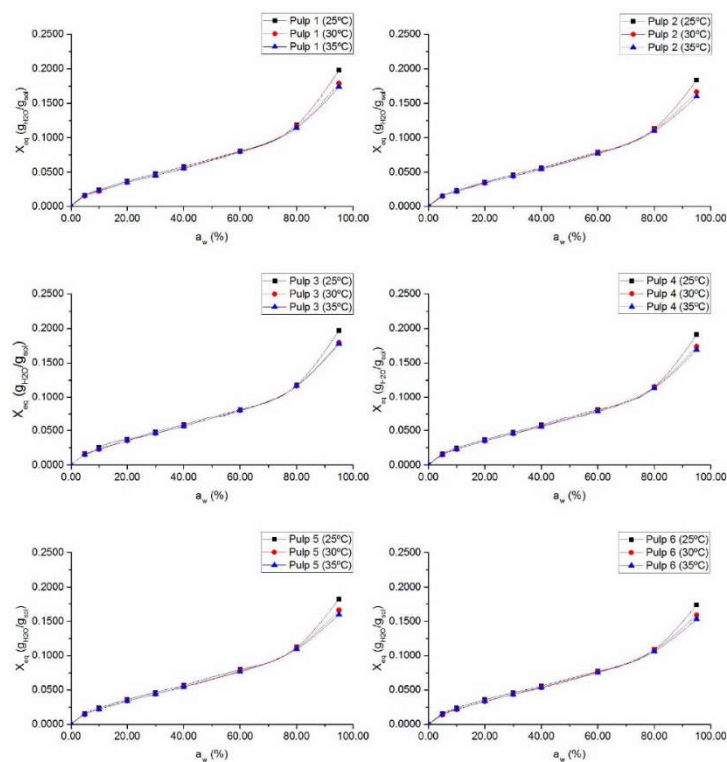 Pulp 1 (25ºC)
Pulp 1 (30ºC)
Pulp 1 (35ºC)
0.2500
0.2000
0.1500
0.1000
0.0500
0.0000
X_eq (g_H2O/g_sol)
0.00 20.00 40.00 60.00 80.00 100.00
a_w (%)
Pulp 2 (25ºC)
Pulp 2 (30ºC)
Pulp 2 (35ºC)
0.2500
0.2000
0.1500
0.1000
0.0500
0.0000
X_eq (g_H2O/g_sol)
0.00 20.00 40.00 60.00 80.00 100.00
a_w (%)
Pulp 3 (25ºC)
Pulp 3 (30ºC)
Pulp 3 (35ºC)
0.2500
0.2000
0.1500
0.1000
0.0500
0.0000
X_eq (g_H2O/g_sol)
0.00 20.00 40.00 60.00 80.00 100.00
a_w (%)
Pulp 4 (25ºC)
Pulp 4 (30ºC)
Pulp 4 (35ºC)
0.2500
0.2000
0.1500
0.1000
0.0500
0.0000
X_eq (g_H2O/g_sol)
0.00 20.00 40.00 60.00 80.00 100.00
a_w (%)
Pulp 5 (25ºC)
Pulp 5 (30ºC)
Pulp 5 (35ºC)
0.2500
0.2000
0.1500
0.1000
0.0500
0.0000
X_eq (g_H2O/g_sol)
0.00 20.00 40.00 60.00 80.00 100.00
a_w (%)
Pulp 6 (25ºC)
Pulp 6 (30ºC)
Pulp 6 (35ºC)
0.2500
0.2000
0.1500
0.1000
0.0500
0.0000
X_eq (g_H2O/g_sol)
0.00 20.00 40.00 60.00 80.00 100.00
a_w (%)